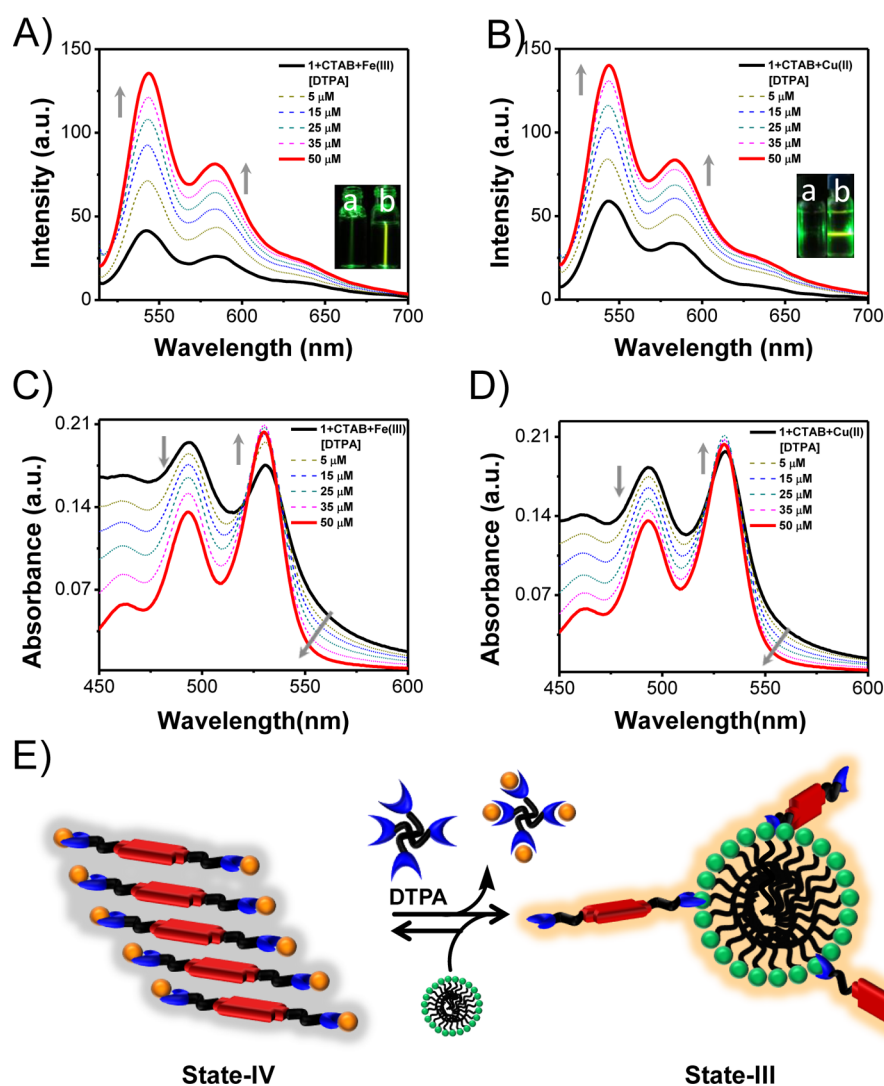 A)
150
100
50
0
Intensity (a.u.)
1+CTAB+Fe(III)
[DTPA]
5 μM
15 μM
25 μM
35 μM
50 μM
a b
550 600 650 700
Wavelength (nm)
B)
150
100
50
0
Intensity (a.u.)
1+CTAB+Cu(II)
[DTPA]
5 μM
15 μM
25 μM
35 μM
50 μM
a b
550 600 650 700
Wavelength (nm)
C)
0.21
0.14
0.07
Absorbance (a.u.)
1+CTAB+Fe(III)
[DTPA]
5 μM
15 μM
25 μM
35 μM
50 μM
450 500 550 600
Wavelength(nm)
D)
0.21
0.14
0.07
Absorbance (a.u.)
1+CTAB+Cu(II)
[DTPA]
5 μM
15 μM
25 μM
35 μM
50 μM
450 500 550 600
Wavelength(nm)
E)
DTPA
State-IV
State-III